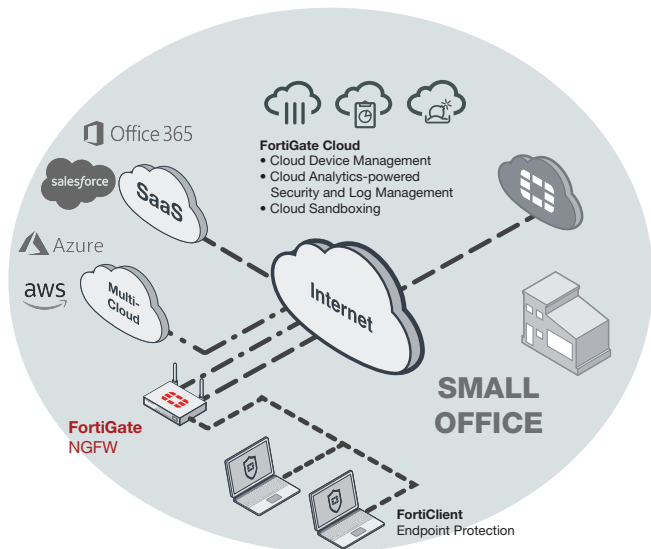 Office 365
salesforce
SaaS
Azure
aws
Multi-
Cloud
FortiGate Cloud
• Cloud Device Management
• Cloud Analytics-powered
Security and Log Management
• Cloud Sandboxing
Internet
SMALL
OFFICE
FortiGate
NGFW
FortiClient
Endpoint Protection